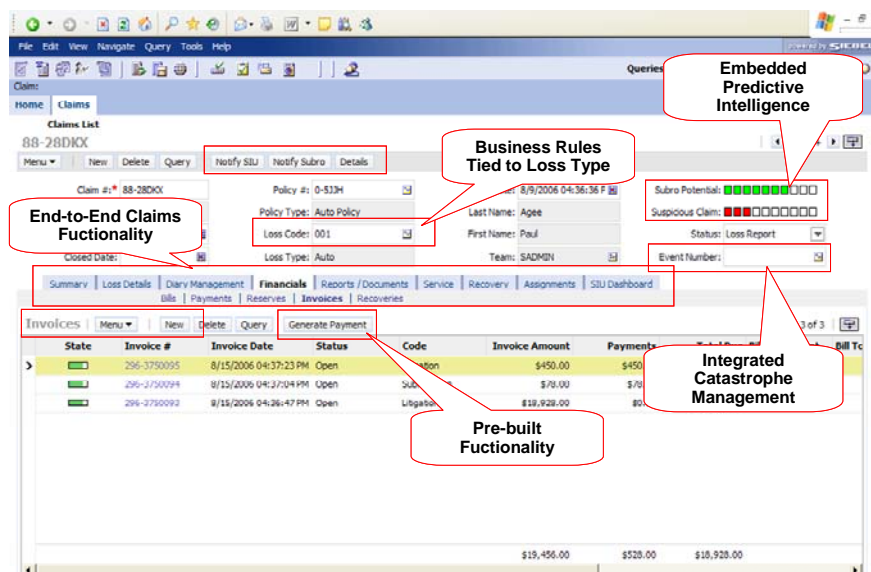 File Edit View Navigate Query Tools Help
Queries
Claim:
Home Claims
Claims List
88-28DKX
Menu New Delete Query Notify SIU Notify Subro Details
Embedded
Predictive
Intelligence
Business Rules
Tied to Loss Type
End-to-End Claims
Fuctionality
Claim #:* 88-28DKX Policy #: 0-5JJH 8/9/2006 04:36:36 P Subro Potential:
Policy Type: Auto Policy Last Name: Agee Suspicious Claim:
Loss Code: 001 First Name: Paul Status: Loss Report
Closed Date: Loss Type: Auto Team: SADMIN Event Number:
Summary Loss Details Diary Management Financials Reports / Documents Service Recovery Assignments SIU Dashboard
Bills Payments Reserves Invoices Recoveries
Invoices Menu New Delete Query Generate Payment 3 of 3
State Invoice # Invoice Date Status Code Invoice Amount Payments Bill To
296-3750095 8/15/2006 04:37:23 PM Open $450.00
296-3750094 8/15/2006 04:37:04 PM Open $78.00 $78
296-3750093 8/15/2006 04:26:47 PM Open Litigation $18,928.00
Integrated
Catastrophe
Management
Pre-built
Fuctionality
$19,456.00 $528.00 $18,928.00